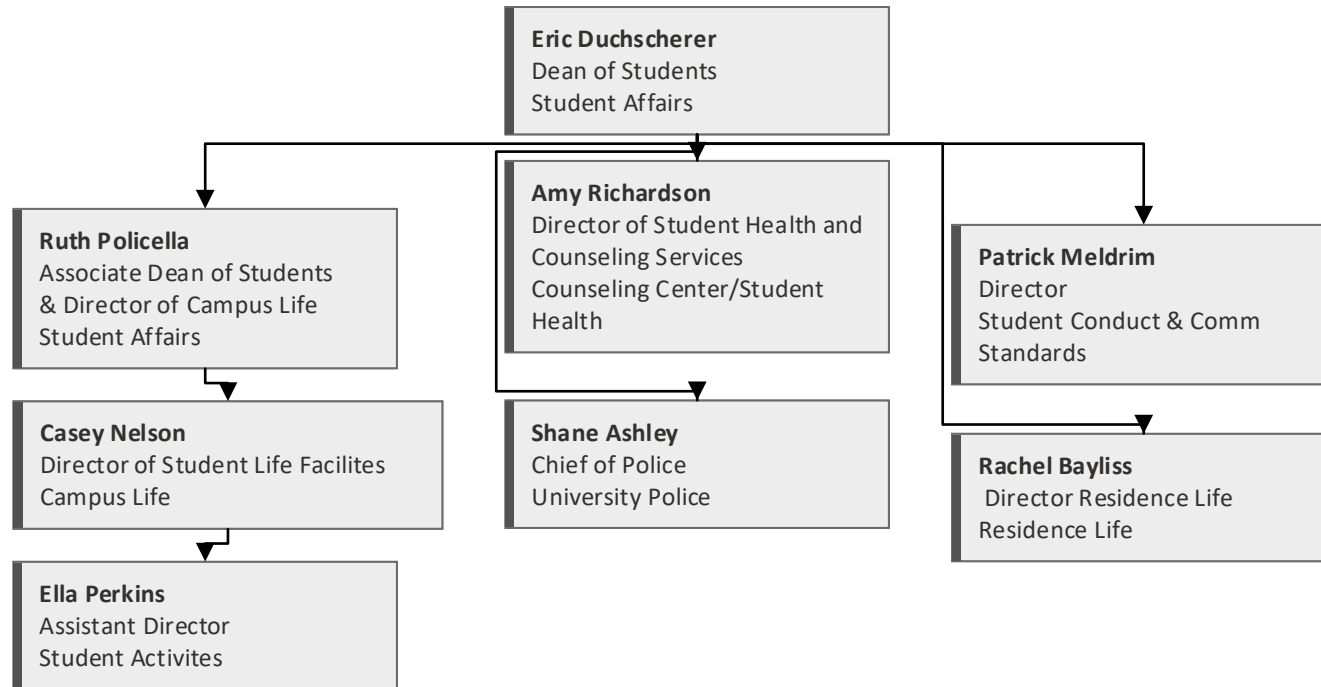 Eric Duchscherer
Dean of Students
Student Affairs
Ruth Policella
Associate Dean of Students
& Director of Campus Life
Student Affairs
Amy Richardson
Director of Student Health and
Counseling Services
Counseling Center/Student
Health
Patrick Meldrim
Director
Student Conduct & Comm
Standards
Casey Nelson
Director of Student Life Facilites
Campus Life
Shane Ashley
Chief of Police
University Police
Rachel Bayliss
Director Residence Life
Residence Life
Ella Perkins
Assistant Director
Student Activites